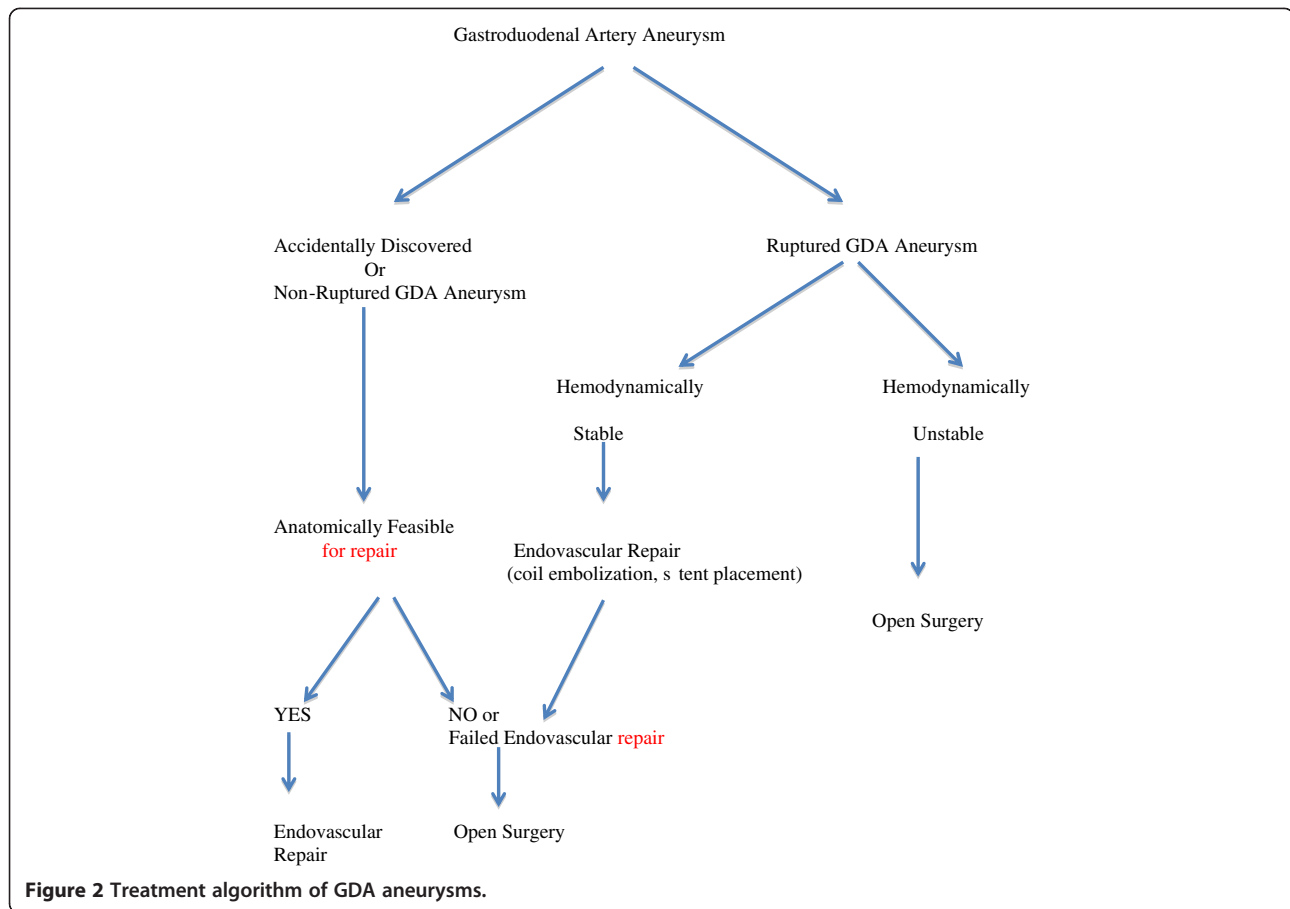 Gastroduodenal Artery Aneurysm
Accidentally Discovered
Or
Non-Ruptured GDA Aneurysm
Ruptured GDA Aneurysm
Hemodynamically
Stable
Hemodynamically
Unstable
Anatomically Feasible
for repair
Endovascular Repair
(coil embolization, s tent placement)
Open Surgery
YES
NO or
Failed Endovascular repair
Endovascular
Repair
Open Surgery
Figure 2 Treatment algorithm of GDA aneurysms.